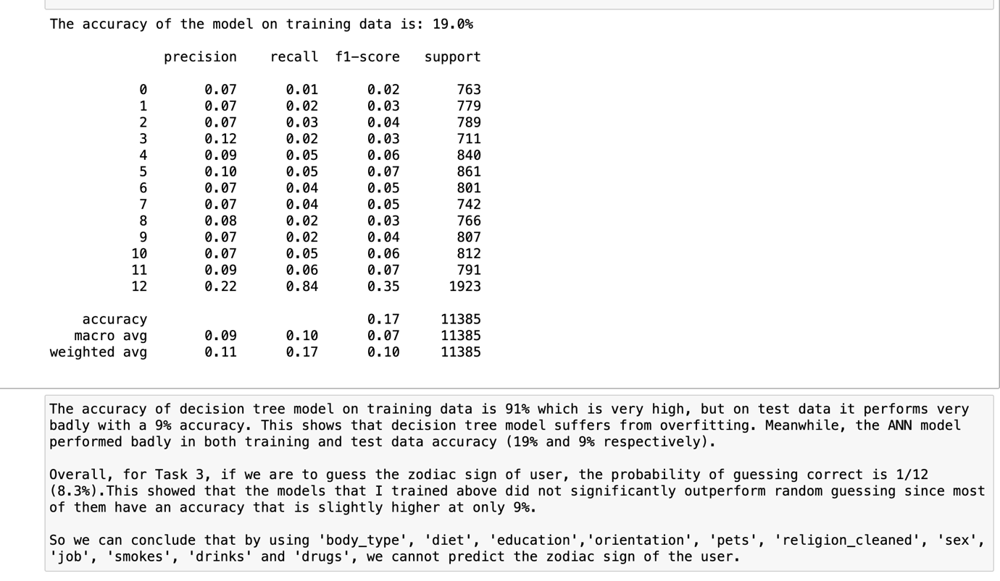 The accuracy of the model on training data is: 19.0%
precision recall f1-score support
0 0.07 0.01 0.02 763
1 0.07 0.02 0.03 779
2 0.07 0.03 0.04 789
3 0.12 0.02 0.03 711
4 0.09 0.05 0.06 840
5 0.10 0.05 0.07 861
6 0.07 0.04 0.05 801
7 0.07 0.04 0.05 742
8 0.08 0.02 0.03 766
9 0.07 0.02 0.04 807
10 0.07 0.05 0.06 812
11 0.09 0.06 0.07 791
12 0.22 0.84 0.35 1923
accuracy 0.17 11385
macro avg 0.09 0.10 0.07 11385
weighted avg 0.11 0.17 0.10 11385
The accuracy of decision tree model on training data is 91% which is very high, but on test data it performs very
badly with a 9% accuracy. This shows that decision tree model suffers from overfitting. Meanwhile, the ANN model
performed badly in both training and test data accuracy (19% and 9% respectively).
Overall, for Task 3, if we are to guess the zodiac sign of user, the probability of guessing correct is 1/12
(8.3%).This showed that the models that I trained above did not significantly outperform random guessing since most
of them have an accuracy that is slightly higher at only 9%.
So we can conclude that by using 'body_type', 'diet', 'education','orientation', 'pets', 'religion_cleaned', 'sex',
'job', 'smokes', 'drinks' and 'drugs', we cannot predict the zodiac sign of the user.